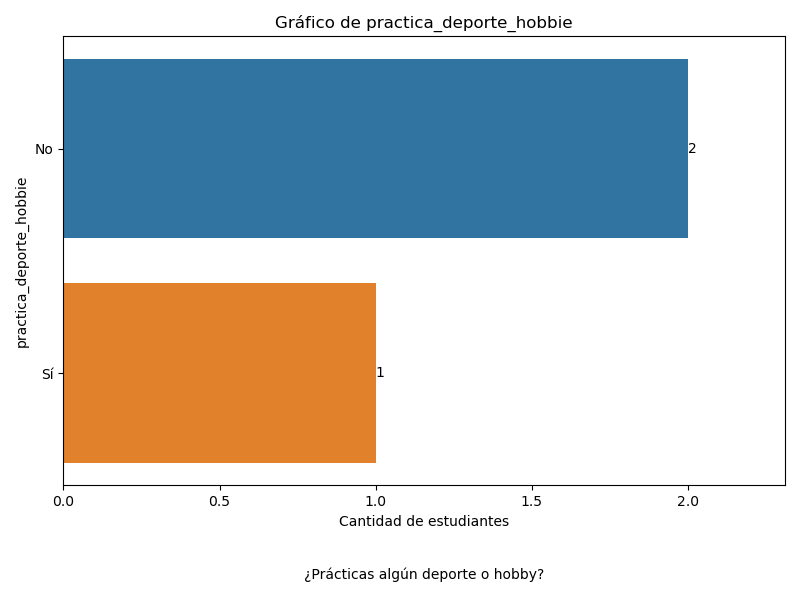 Gráfico de practica_deporte_hobbie
practica_deporte_hobbie
No
2
Sí
1
0.0
0.5
1.0
1.5
2.0
Cantidad de estudiantes
¿Prácticas algún deporte o hobby?